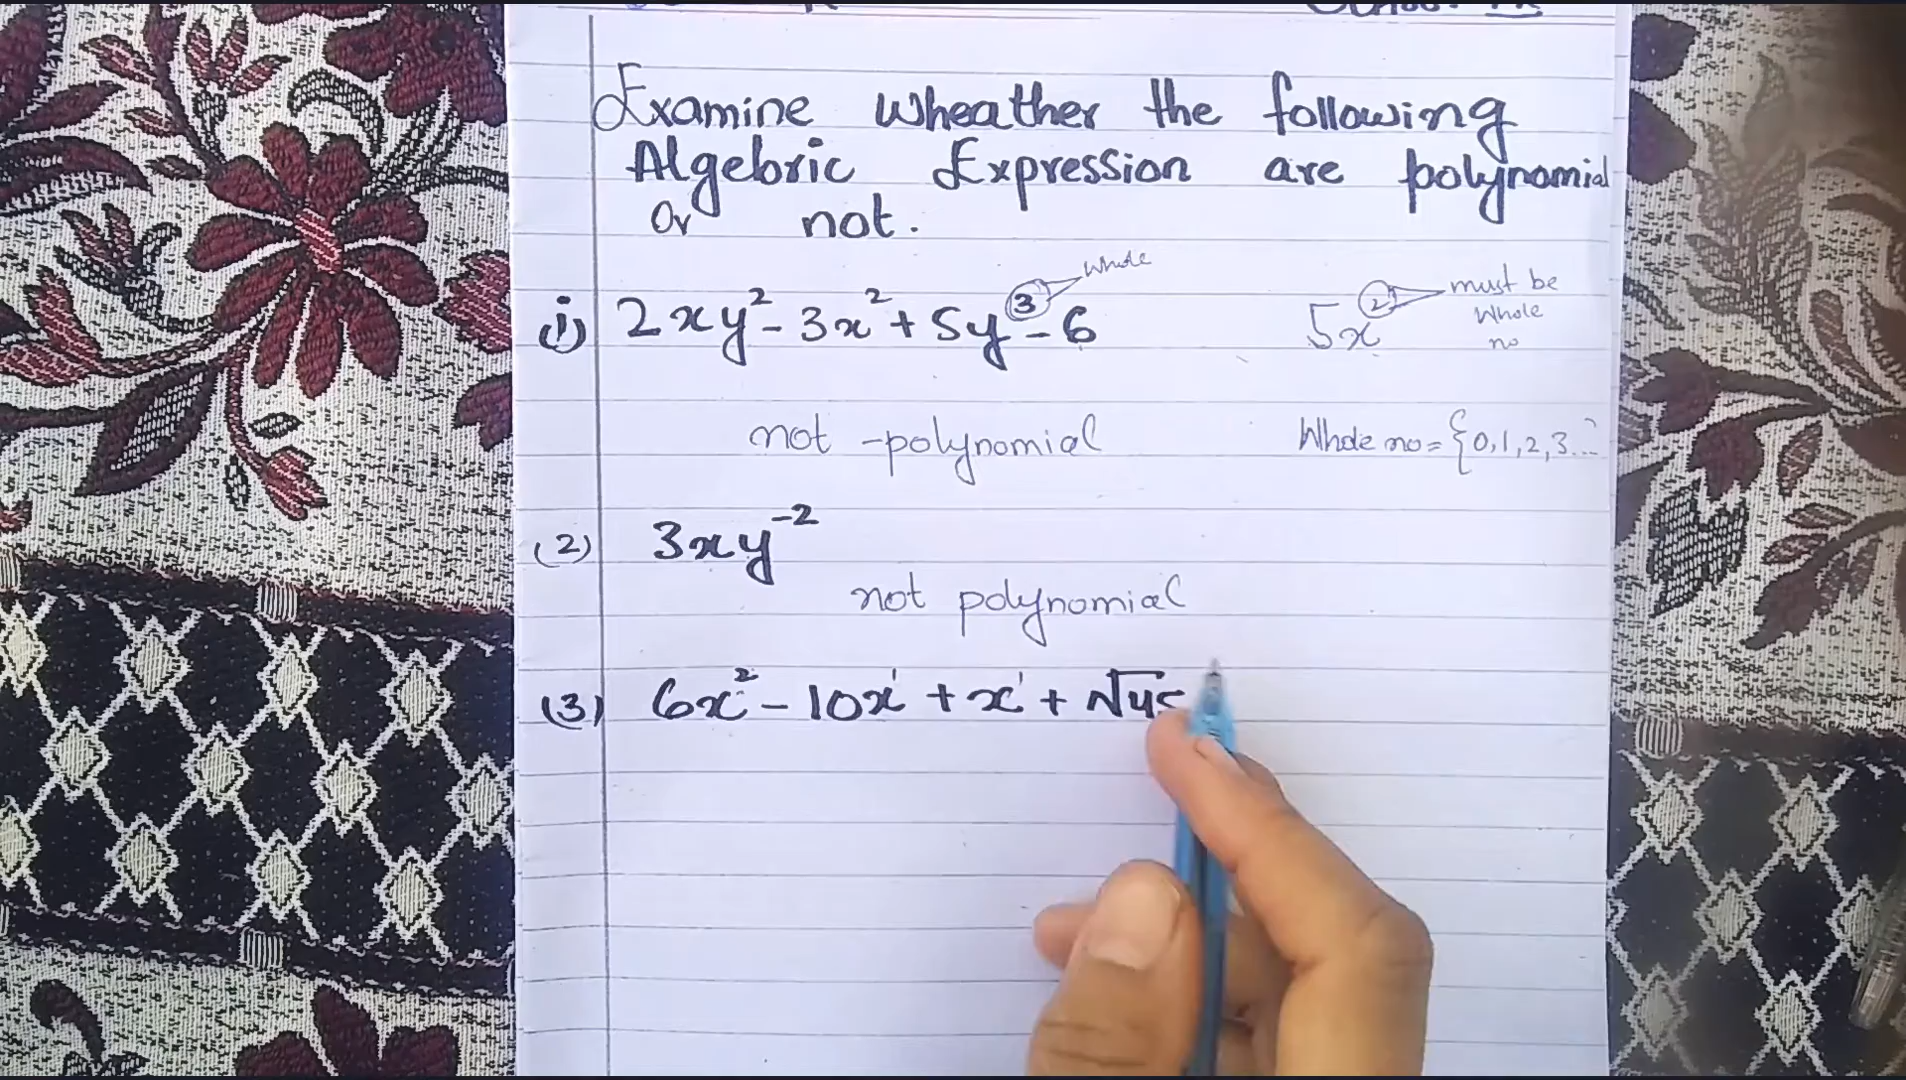 Examine Wheather the following
Algebric Expression are polynomial
Or not.
(i) 2xy² - 3x² + 5y³ - 6
Whole
5x²
must be
Whole
no
not - polynomial
Whole no = {0, 1, 2, 3...
(2) 3xy⁻²
not polynomial
(3) 6x² - 10x¹ + x¹ + √45